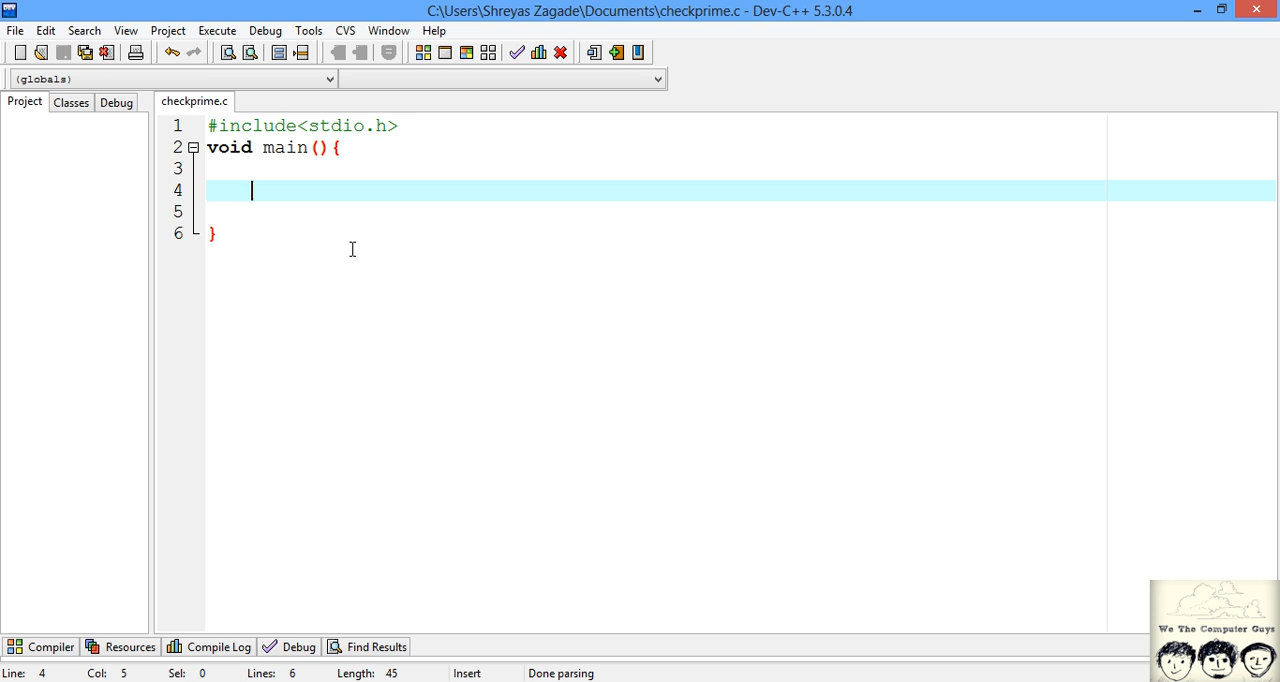 C:\Users\Shreyas Zagade\Documents\checkprime.c - Dev-C++ 5.3.0.4
File Edit Search View Project Execute Debug Tools CVS Window Help
(globals)
Project Classes Debug checkprime.c
1 #include<stdio.h>
2 void main(){
3
4
5
6 }
We The Computer Guys
Compiler Resources Compile Log Debug Find Results
Line: 4 Col: 5 Sel: 0 Lines: 6 Length: 45 Insert Done parsing